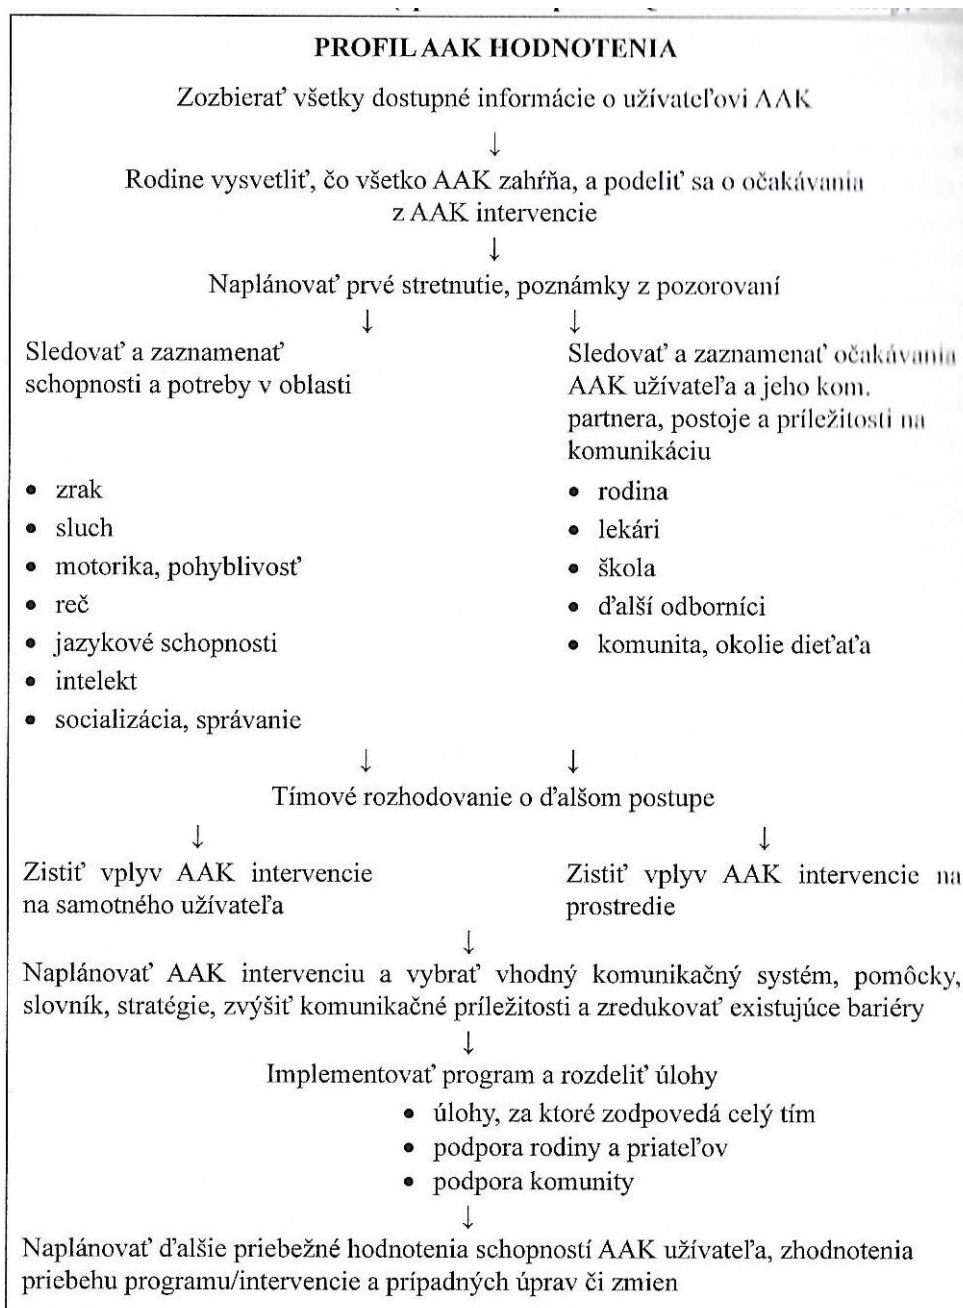 PROFIL AAK HODNOTENIA
Zozbierať všetky dostupné informácie o užívateľovi AAK
↓
Rodine vysvetliť, čo všetko AAK zahŕňa, a podeliť sa o očakávania
z AAK intervencie
↓
Naplánovať prvé stretnutie, poznámky z pozorovaní
↓ ↓
Sledovať a zaznamenať
schopnosti a potreby v oblasti
• zrak
• sluch
• motorika, pohyblivosť
• reč
• jazykové schopnosti
• intelekt
• socializácia, správanie
Sledovať a zaznamenať očakávania
AAK užívateľa a jeho kom.
partnera, postoje a príležitosti na
komunikáciu
• rodina
• lekári
• škola
• ďalší odborníci
• komunita, okolie dieťaťa
↓ ↓
Tímové rozhodovanie o ďalšom postupe
↓ ↓
Zistiť vplyv AAK intervencie
na samotného užívateľa
Zistiť vplyv AAK intervencie na
prostredie
↓
Naplánovať AAK intervenciu a vybrať vhodný komunikačný systém, pomôcky,
slovník, stratégie, zvýšiť komunikačné príležitosti a zredukovať existujúce bariéry
↓
Implementovať program a rozdeliť úlohy
• úlohy, za ktoré zodpovedá celý tím
• podpora rodiny a priateľov
• podpora komunity
↓
Naplánovať ďalšie priebežné hodnotenia schopností AAK užívateľa, zhodnotenia
priebehu programu/intervencie a prípadných úprav či zmien